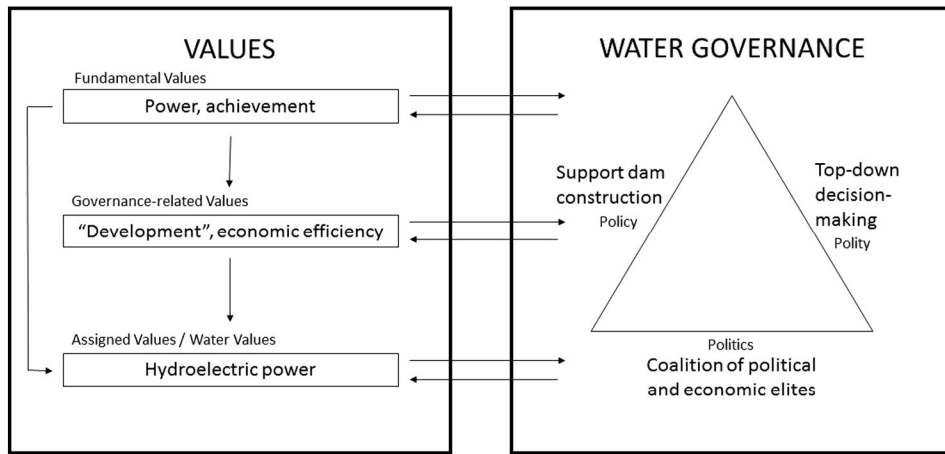 VALUES
Fundamental Values
Power, achievement
Governance-related Values
“Development”, economic efficiency
Assigned Values / Water Values
Hydroelectric power
WATER GOVERNANCE
Support dam
construction
Policy
Top-down
decision-
making
Polity
Politics
Coalition of political
and economic elites